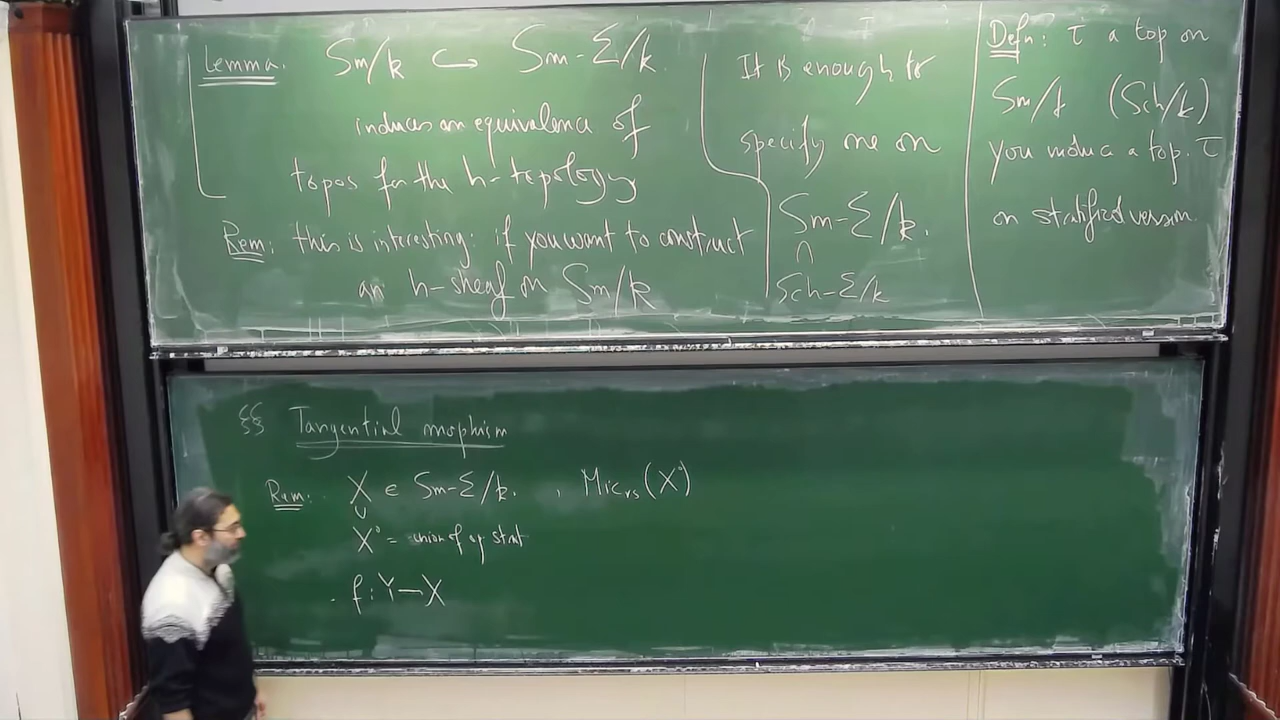 Lemma. Sm/k ↪ Sm-Σ/k
induces an equivalence of
topos for the h-topology
Rem: this is interesting: if you want to construct
an h-sheaf on Sm/k
It is enough to
specify one on
Sm-Σ/k.
∩
Sch-Σ/k
Defn: τ a top on
Sm/k (Sch/k)
you induce a top. τ
on stratified version.
§§ Tangential morphism
Rem: X ∈ Sm-Σ/k. , Mic_rs(X°)
∪
X° = union of op strat
. f: Y → X